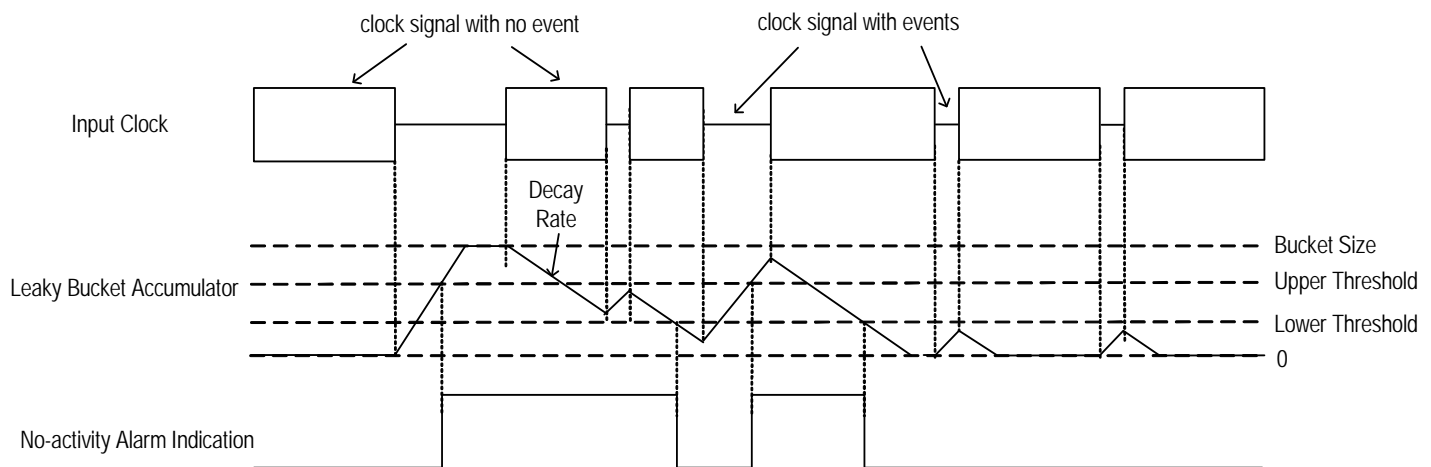 clock signal with no event
clock signal with events
Input Clock
Decay
Rate
Bucket Size
Leaky Bucket Accumulator
Upper Threshold
Lower Threshold
0
No-activity Alarm Indication